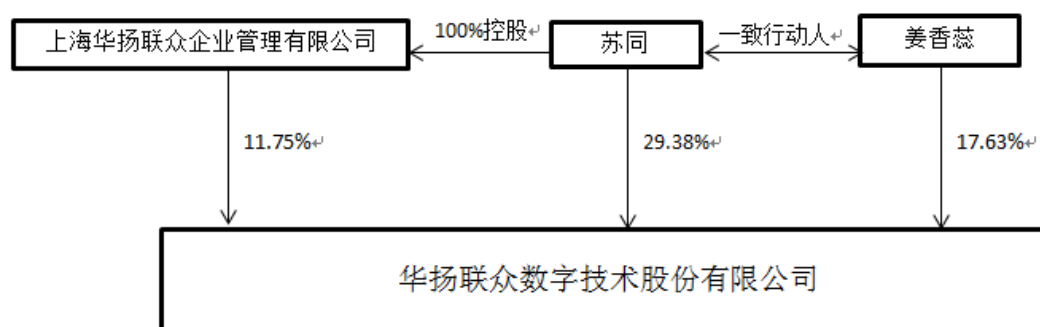 上海华扬联众企业管理有限公司
100%控股↵
苏同
一致行动人↵
姜香蕊
11.75%↵
29.38%↵
17.63%↵
华扬联众数字技术股份有限公司